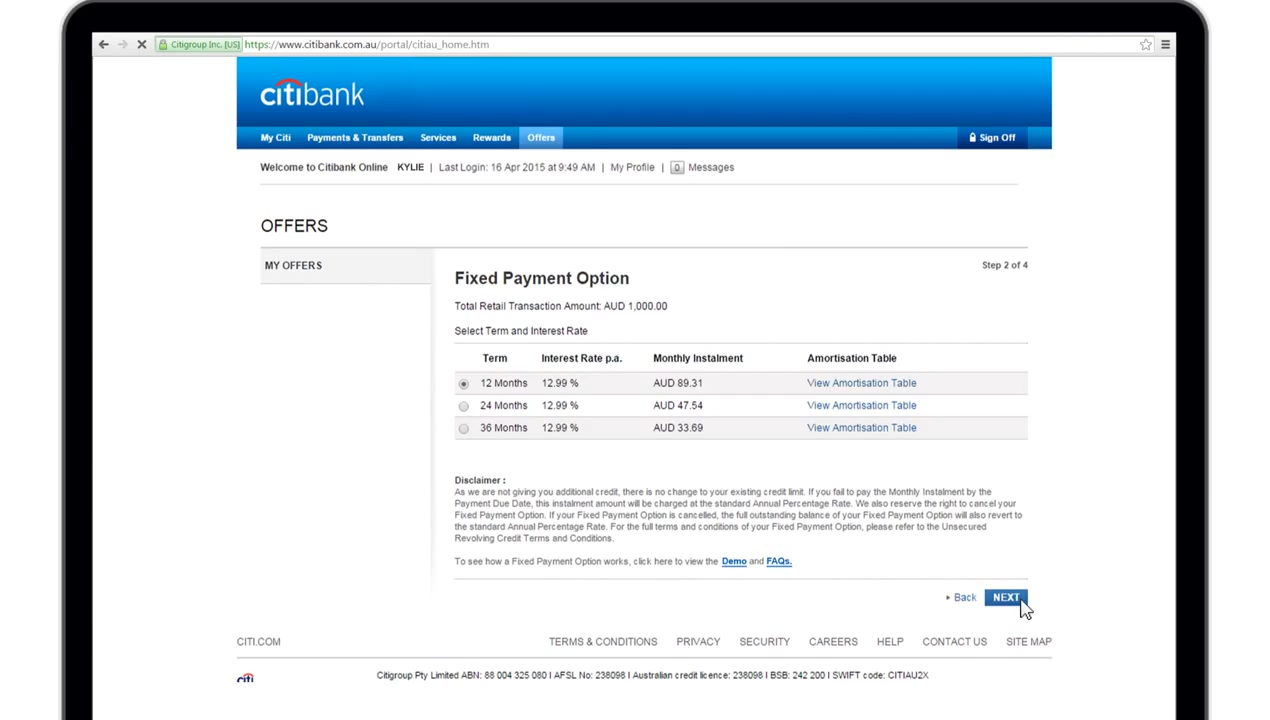 Citigroup Inc. [US] https://www.citibank.com.au/portal/citiau_home.htm
citibank
My Citi Payments & Transfers Services Rewards Offers Sign Off
Welcome to Citibank Online KYLIE | Last Login: 16 Apr 2015 at 9:49 AM | My Profile | 0 Messages
OFFERS
MY OFFERS
Step 2 of 4
Fixed Payment Option
Total Retail Transaction Amount: AUD 1,000.00
Select Term and Interest Rate
Term Interest Rate p.a. Monthly Instalment Amortisation Table
12 Months 12.99 % AUD 89.31 View Amortisation Table
24 Months 12.99 % AUD 47.54 View Amortisation Table
36 Months 12.99 % AUD 33.69 View Amortisation Table
Disclaimer :
As we are not giving you additional credit, there is no change to your existing credit limit. If you fail to pay the Monthly Instalment by the
Payment Due Date, this instalment amount will be charged at the standard Annual Percentage Rate. We also reserve the right to cancel your
Fixed Payment Option. If your Fixed Payment Option is cancelled, the full outstanding balance of your Fixed Payment Option will also revert to
the standard Annual Percentage Rate. For the full terms and conditions of your Fixed Payment Option, please refer to the Unsecured
Revolving Credit Terms and Conditions.
To see how a Fixed Payment Option works, click here to view the Demo and FAQs.
Back NEXT
CITI.COM TERMS & CONDITIONS PRIVACY SECURITY CAREERS HELP CONTACT US SITE MAP
citi Citigroup Pty Limited ABN: 88 004 325 080 I AFSL No: 238098 I Australian credit licence: 238098 I BSB: 242 200 I SWIFT code: CITIAU2X